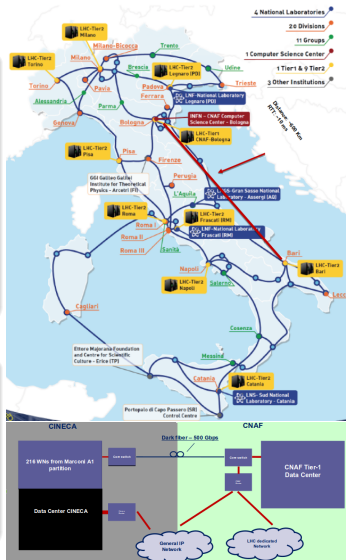 4 National Laboratories
20 Divisions
11 Groups
1 Computer Science Center
1 Tier1 & 9 Tier2
3 Other Institutions
LHC-Tier2
Milano
Milano-Bicocca
Trento
LHC-Tier2
Torino
Milano
Brescia
LHC-Tier2
Legnaro (PD)
Udine
Torino
Pavia
Padova
Trieste
Alessandria
Ferrara
LNF-National Laboratory
Legnaro (PD)
Parma
Genova
Bologna
INFN - CNAF Computer
Science Center - Bologna
LHC-Tier1
CNAF-Bologna
LHC-Tier2
Pisa
Pisa
Firenze
GGI Galileo Galilei
Institute for Theoretical
Physics - Arcetri (FI)
Perugia
LNGS-Gran Sasso National
Laboratory - Assergi (AQ)
L'Aquila
LHC-Tier2
Roma
LHC-Tier2
Frascati (RM)
Roma I
Roma II
Roma III
LNF-National Laboratory
Frascati (RM)
Sanità
Bari
LHC-Tier2
Bari
Napoli
LHC-Tier2
Napoli
Salerno
Lecce
Cagliari
Cosenza
Ettore Majorana Foundation
and Centre for Scientific
Culture - Erice (TP)
Messina
Catania
LHC-Tier2
Catania
LNS- Sud National
Laboratory - Catania
Portopalo di Capo Passero (SR)
Control Centre
CINECA
CNAF
Dark fiber – 500 Gbps
216 WNs from Marconi A1
partition
Core switch
Core switch
CNAF Tier-1
Data Center
Data Center CINECA
General IP
Network
LHC dedicated
Network